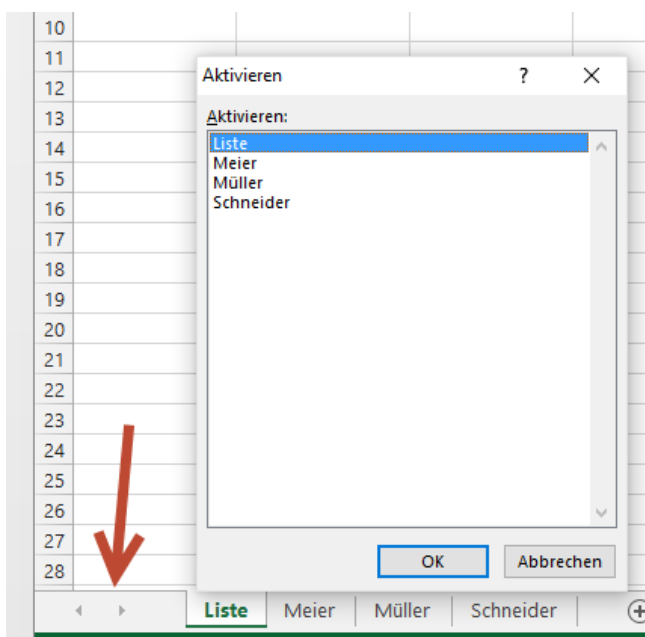 10
11
12
13
14
15
16
17
18
19
20
21
22
23
24
25
26
27
28
Aktivieren ?
Aktivieren:
Liste
Meier
Müller
Schneider
OK Abbrechen
Liste Meier Müller Schneider